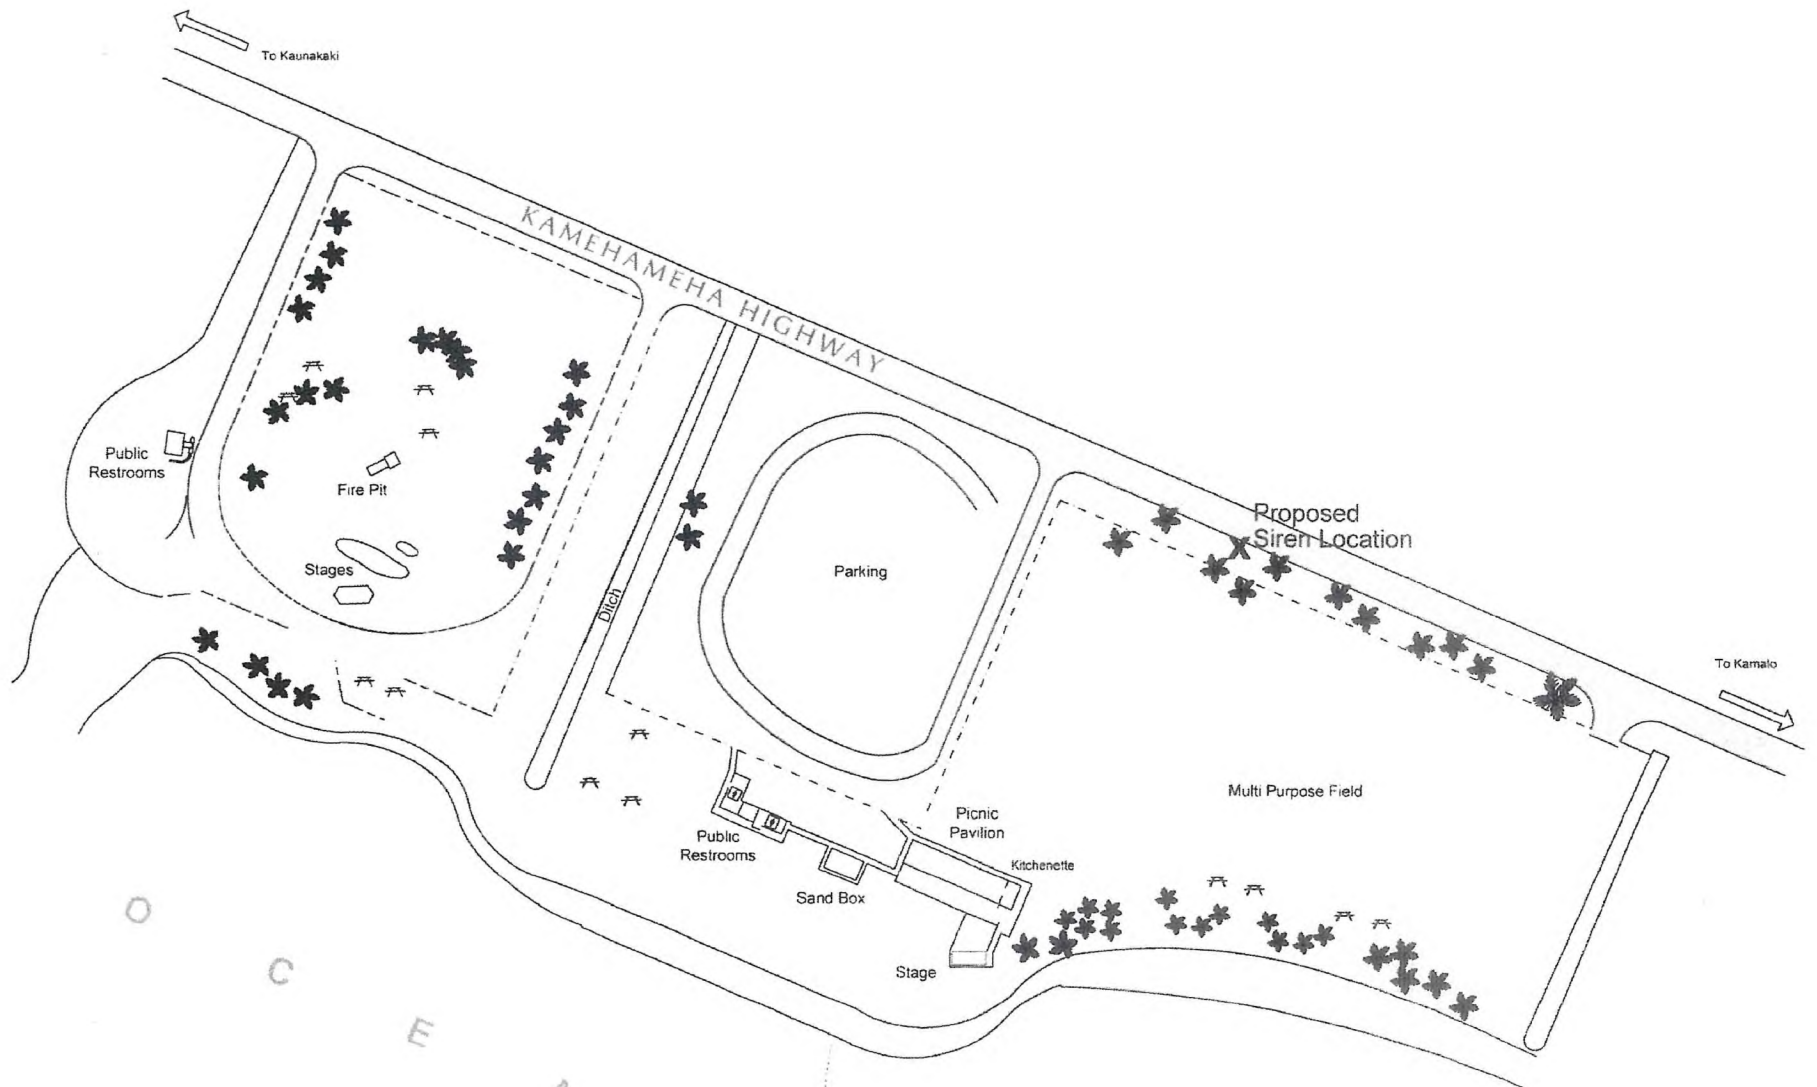 To Kaunakaki
KAMEHAMEHA HIGHWAY
Public
Restrooms
Fire Pit
Stages
Ditch
Parking
Proposed
Siren Location
X
To Kamalo
Multi Purpose Field
Picnic
Pavilion
Kitchenette
Public
Restrooms
Sand Box
Stage
O C E